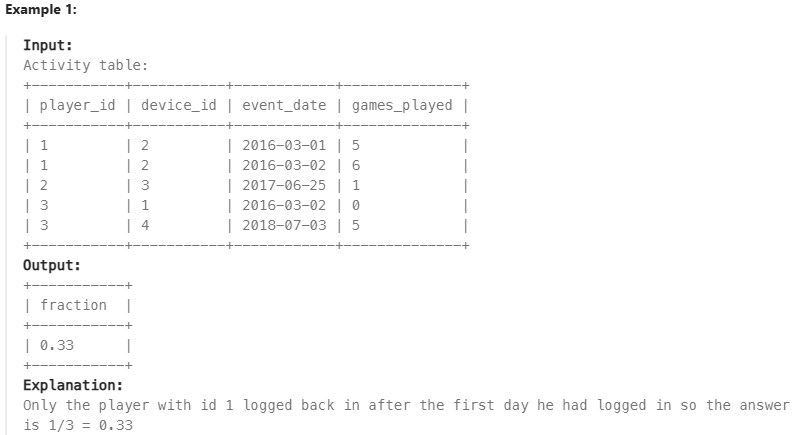 Example 1:
Input:
Activity table:
+-----------+-----------+------------+--------------+
| player_id | device_id | event_date | games_played |
+-----------+-----------+------------+--------------+
| 1         | 2         | 2016-03-01 | 5            |
| 1         | 2         | 2016-03-02 | 6            |
| 2         | 3         | 2017-06-25 | 1            |
| 3         | 1         | 2016-03-02 | 0            |
| 3         | 4         | 2018-07-03 | 5            |
+-----------+-----------+------------+--------------+
Output:
+-----------+
| fraction  |
+-----------+
| 0.33      |
+-----------+
Explanation:
Only the player with id 1 logged back in after the first day he had logged in so the answer
is 1/3 = 0.33